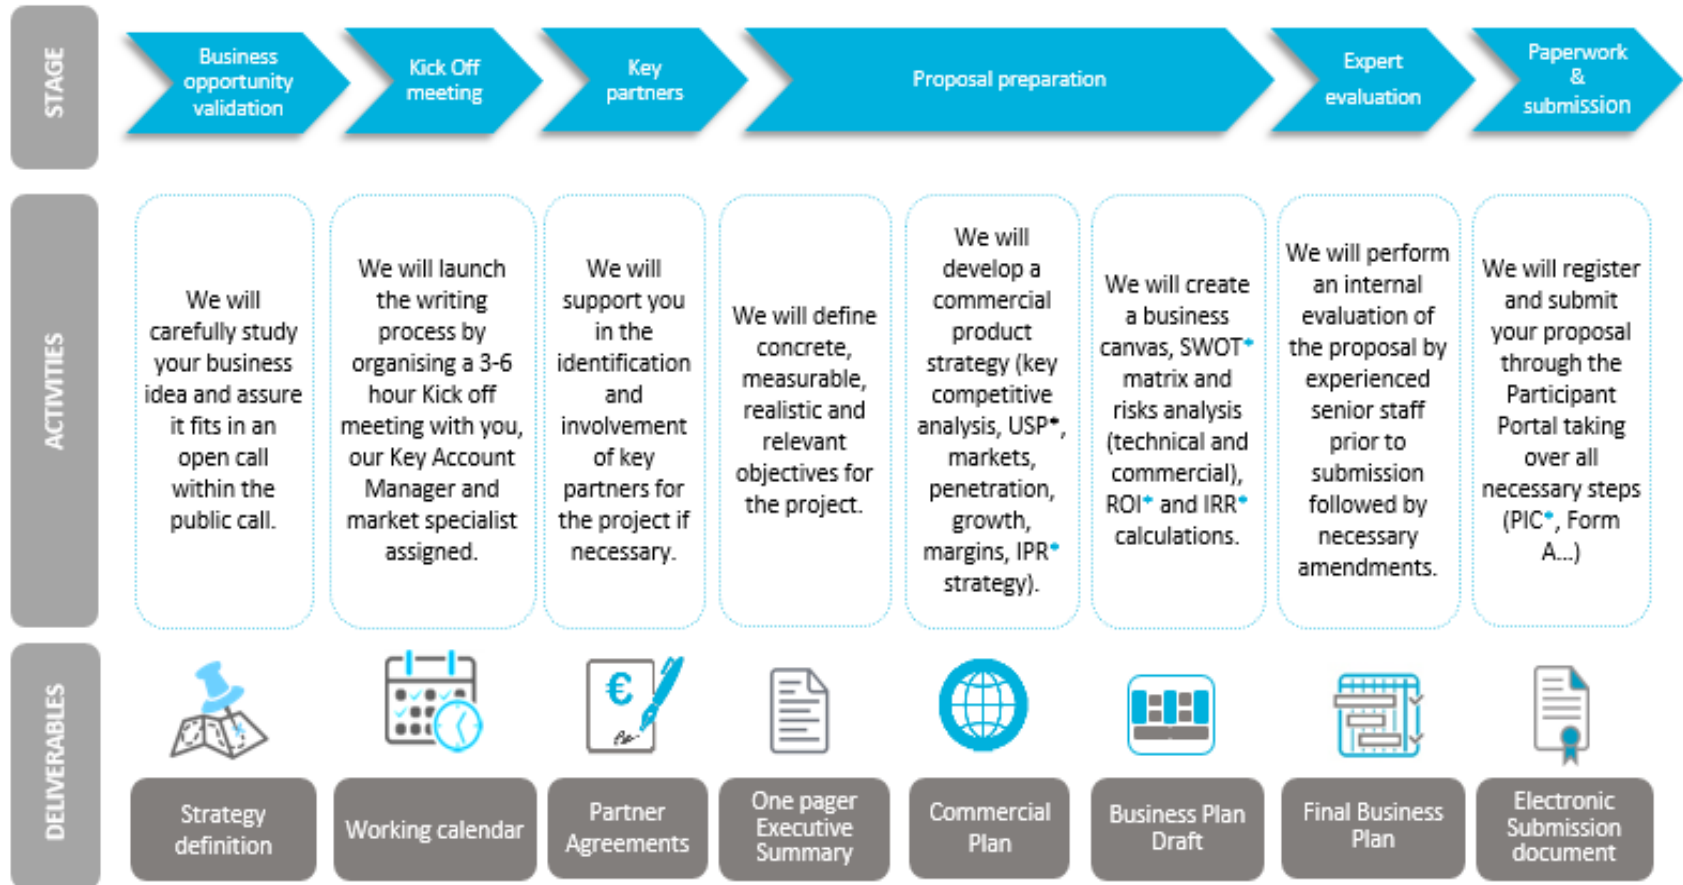 STAGE
Business
opportunity
validation
Kick Off
meeting
Key
partners
Proposal preparation
Expert
evaluation
Paperwork
&
submission
ACTIVITIES
We will
carefully study
your business
idea and assure
it fits in an
open call
within the
public call.
We will launch
the writing
process by
organising a 3-6
hour Kick off
meeting with you,
our Key Account
Manager and
market specialist
assigned.
We will
support you
in the
identification
and
involvement
of key
partners for
the project if
necessary.
We will define
concrete,
measurable,
realistic and
relevant
objectives for
the project.
We will
develop a
commercial
product
strategy (key
competitive
analysis, USP*,
markets,
penetration,
growth,
margins, IPR*
strategy).
We will create
a business
canvas, SWOT*
matrix and
risks analysis
(technical and
commercial),
ROI* and IRR*
calculations.
We will perform
an internal
evaluation of
the proposal by
experienced
senior staff
prior to
submission
followed by
necessary
amendments.
We will register
and submit
your proposal
through the
Participant
Portal taking
over all
necessary steps
(PIC*, Form
A...)
DELIVERABLES
€
Strategy
definition
Working calendar
Partner
Agreements
One pager
Executive
Summary
Commercial
Plan
Business Plan
Draft
Final Business
Plan
Electronic
Submission
document